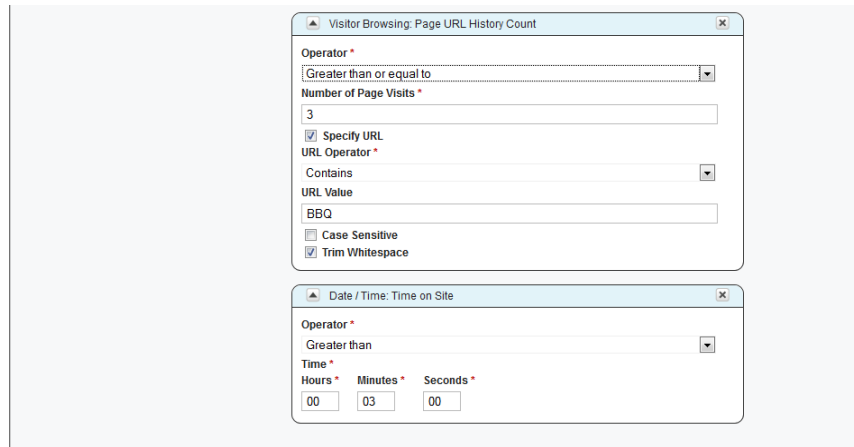 Visitor Browsing: Page URL History Count
Operator *
Greater than or equal to
Number of Page Visits *
3
Specify URL
URL Operator *
Contains
URL Value
BBQ
Case Sensitive
Trim Whitespace
Date / Time: Time on Site
Operator *
Greater than
Time *
Hours * Minutes * Seconds *
00 03 00